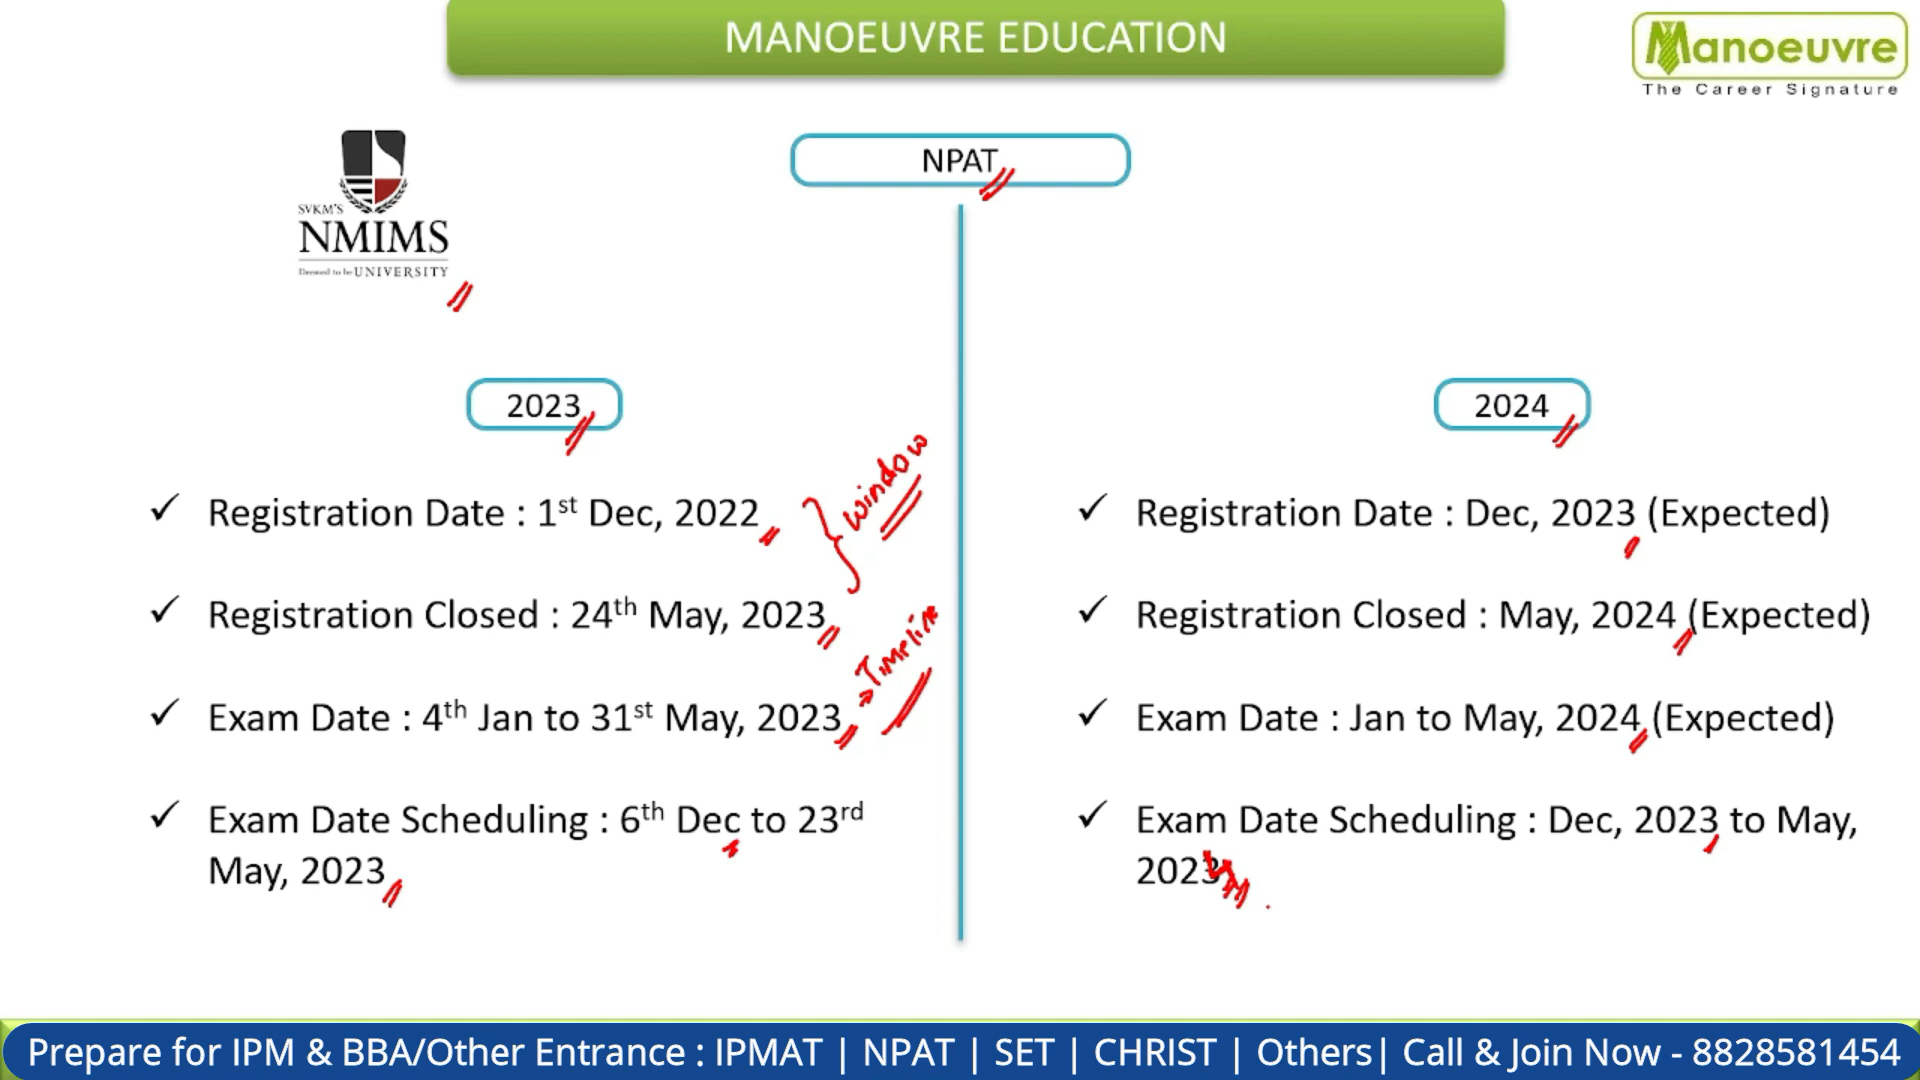 MANOEUVRE EDUCATION
Manoeuvre
The Career Signature
NPAT
SVKM'S
NMIMS
Deemed to be UNIVERSITY
2023
Registration Date : 1st Dec, 2022
Registration Closed : 24th May, 2023
Exam Date : 4th Jan to 31st May, 2023
Exam Date Scheduling : 6th Dec to 23rd
May, 2023
window
2024
Registration Date : Dec, 2023 (Expected)
Registration Closed : May, 2024 (Expected)
Exam Date : Jan to May, 2024 (Expected)
Exam Date Scheduling : Dec, 2023 to May,
2023
Prepare for IPM & BBA/Other Entrance : IPMAT | NPAT | SET | CHRIST | Others| Call & Join Now - 8828581454